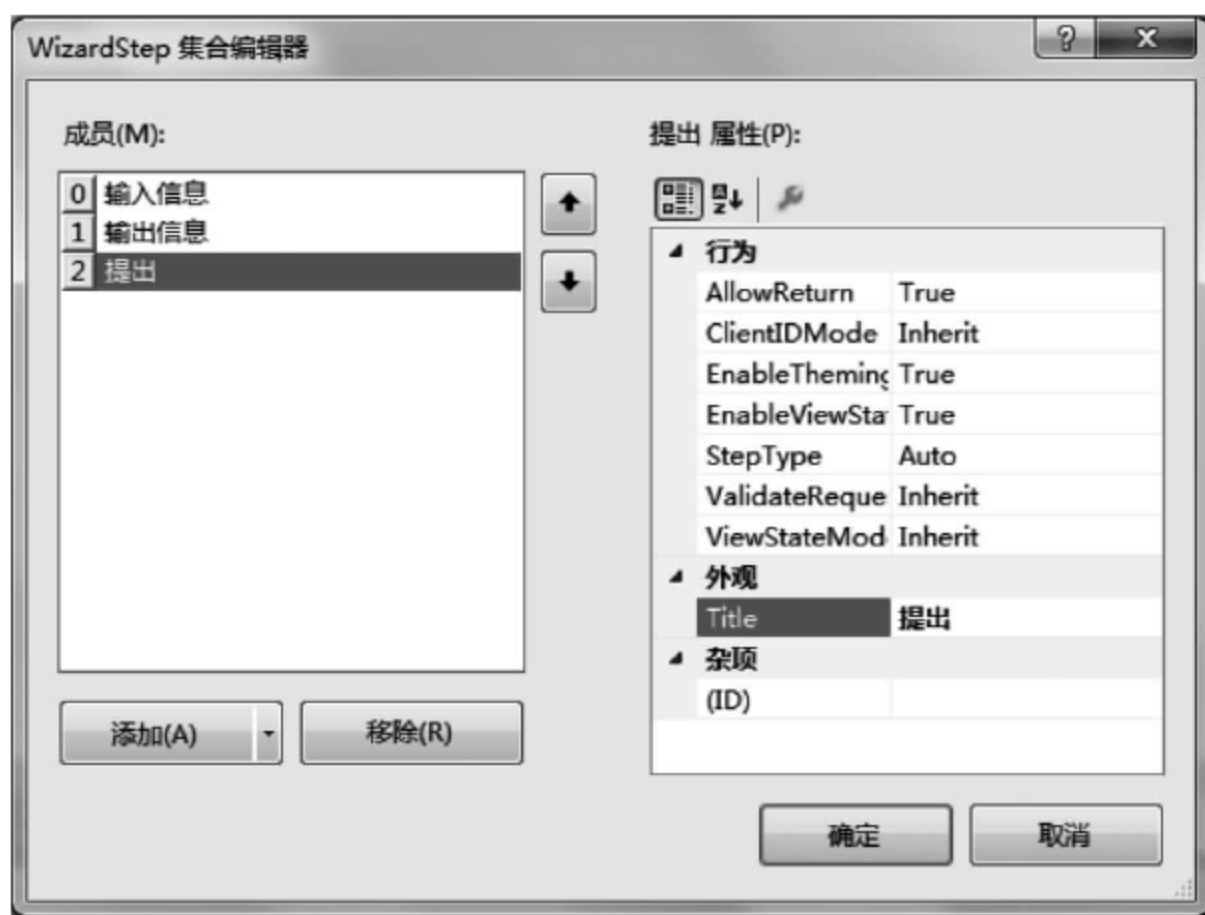 WizardStep 集合编辑器
成员(M):
0 输入信息
1 输出信息
2 提出
添加(A)
移除(R)
提出 属性(P):
行为
AllowReturn True
ClientIDMode Inherit
EnableTheming True
EnableViewSta True
StepType Auto
ValidateReque Inherit
ViewStateMod Inherit
外观
Title 提出
杂项
(ID)
确定
取消